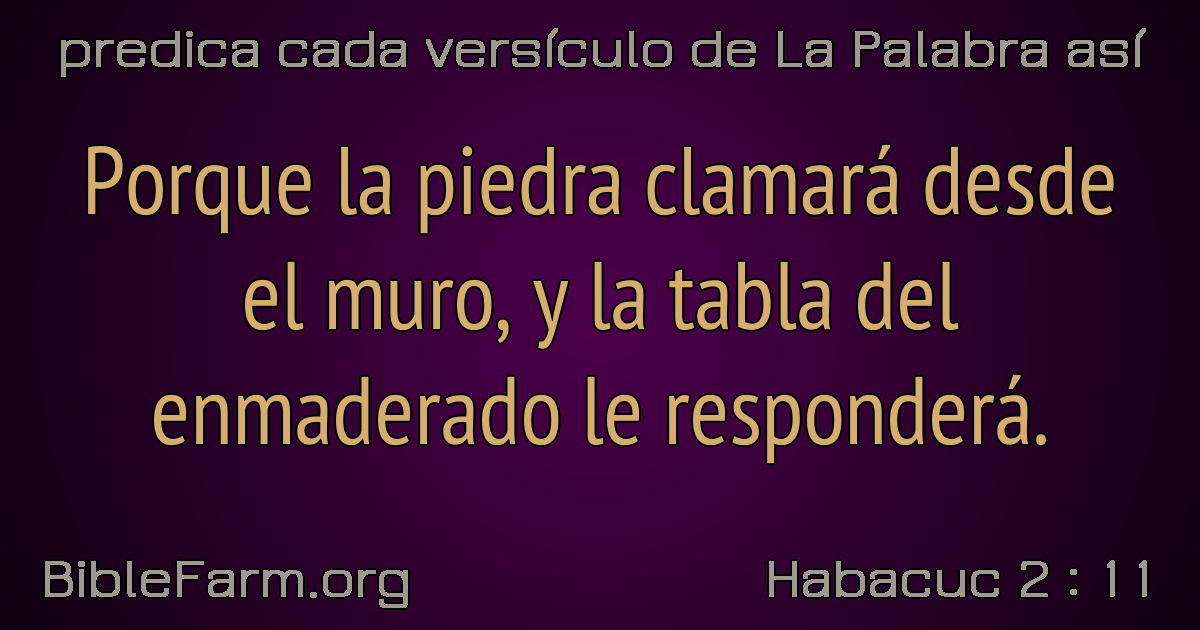 predica cada versículo de La Palabra así
Porque la piedra clamará desde
el muro, y la tabla del
enmaderado le responderá.
BibleFarm.org
Habacuc 2 : 11